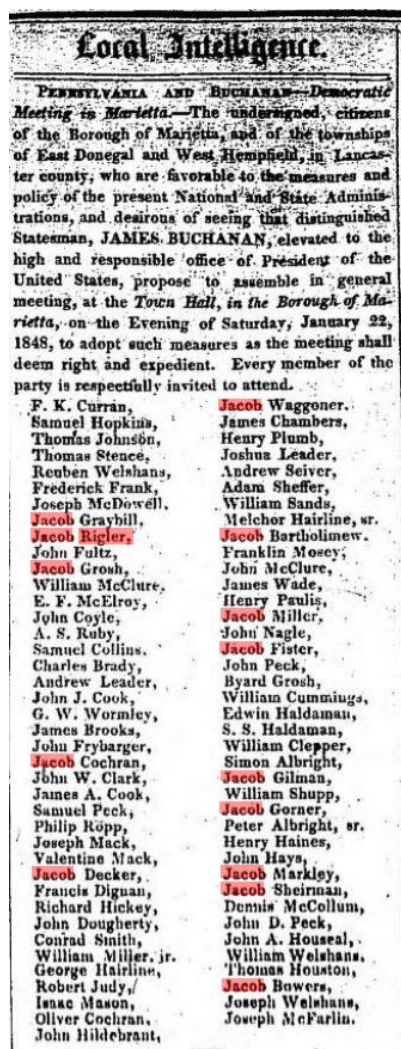 Local Intelligence.
PENNSYLVANIA AND BUCHANAN—Democratic
Meeting in Marietta.—The undersigned, citizens
of the Borough of Marietta, and of the townships
of East Donegal and West Hempfield, in Lancas-
ter county, who are favorable to the measures and
policy of the present National and State Adminis-
trations, and desirous of seeing that distinguished
Statesman, JAMES BUCHANAN, elevated to the
high and responsible office of President of the
United States, propose to assemble in general
meeting, at the Town Hall, in the Borough of Ma-
rietta, on the Evening of Saturday, January 22,
1848, to adopt such measures as the meeting shall
deem right and expedient. Every member of the
party is respectfully invited to attend.
F. K. Curran,
Samuel Hopkins,
Thomas Johnson,
Thomas Stence,
Reuben Welshans,
Frederick Frank,
Joseph McDowell,
Jacob Graybill,
Jacob Rigler,
John Fultz,
Jacob Grosh,
William McClure,
E. F. McElroy,
John Coyle,
A. S. Ruby,
Samuel Collins,
Charles Brady,
Andrew Leader,
John J. Cook,
G. W. Wormley,
James Brooks,
John Frybarger,
Jacob Cochran,
John W. Clark,
James A. Cook,
Samuel Peck,
Philip Ropp,
Joseph Mack,
Valentine Mack,
Jacob Decker,
Francis Dignan,
Richard Hickey,
John Dougherty,
Conrad Smith,
William Miller, jr.
George Hairline,
Robert Judy,
Isaac Mason,
Oliver Cochran,
John Hildebrant,
Jacob Waggoner.
James Chambers,
Henry Plumb,
Joshua Leader,
Andrew Seiver,
Adam Sheffer,
William Sands,
Melchor Hairline, sr.
Jacob Bartholimew.
Franklin Mosey,
John McClure,
James Wade,
Henry Paulis,
Jacob Miller,
John Nagle,
Jacob Fister,
John Peck,
Byard Grosh,
William Cummings,
Edwin Haldaman,
S. S. Haldaman,
William Clepper,
Simon Albright,
Jacob Gilman,
William Shupp,
Jacob Gorner,
Peter Albright, sr.
Henry Haines,
John Hays,
Jacob Markley,
Jacob Sheirman,
Dennis McCollum,
John D. Peck,
John A. Houseal,
William Welshans,
Thomas Houston,
Jacob Bowers,
Joseph Welshans,
Joseph McFarlin.